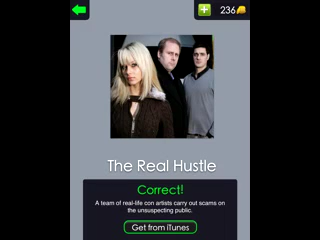 236
The Real Hustle
Correct!
A team of real-life con artists carry out scams on
the unsuspecting public.
Get from iTunes